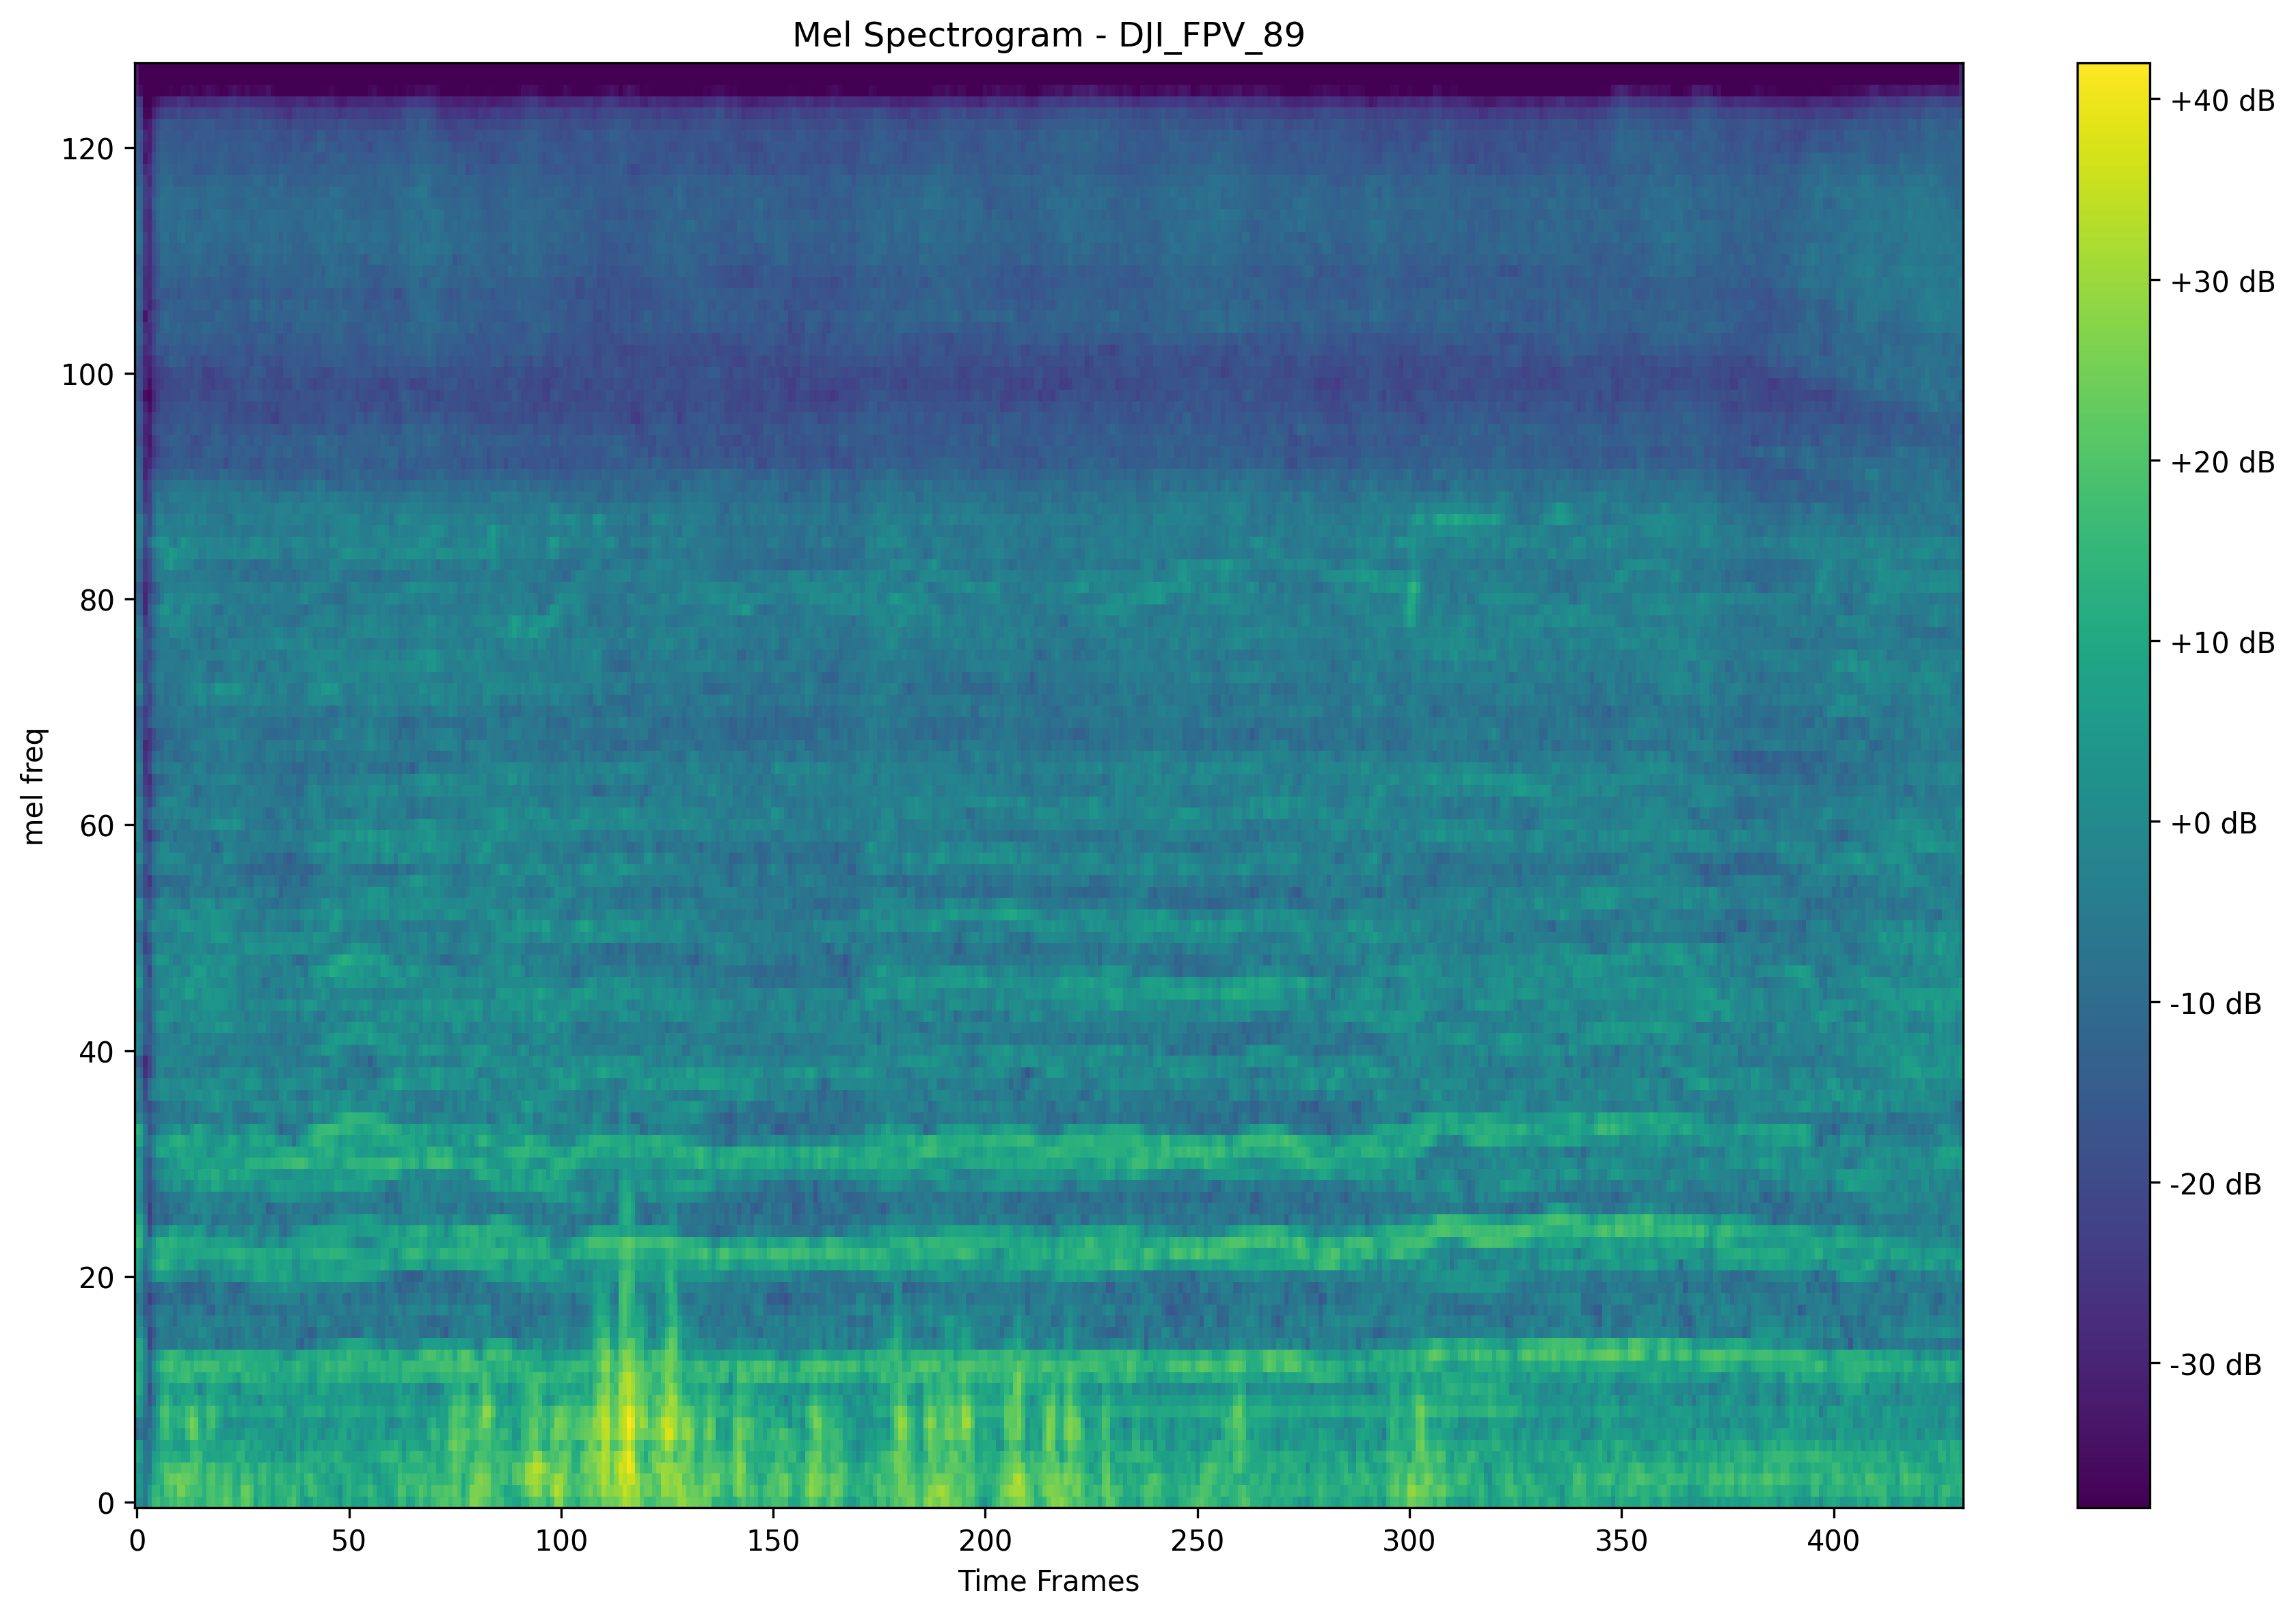 Mel Spectrogram - DJI_FPV_89
mel freq
120
100
80
60
40
20
0
0 50 100 150 200 250 300 350 400
Time Frames
+40 dB
+30 dB
+20 dB
+10 dB
+0 dB
-10 dB
-20 dB
-30 dB